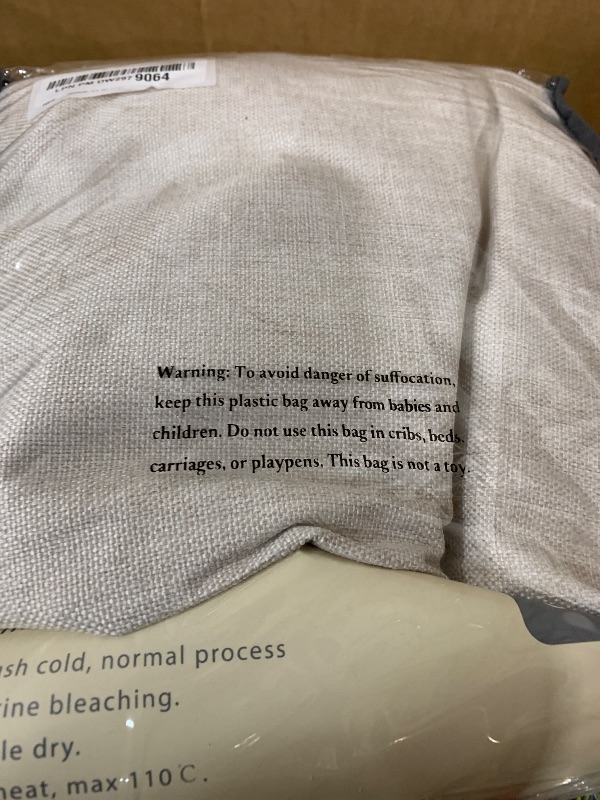 9064
Warning: To avoid danger of suffocation,
keep this plastic bag away from babies and
children. Do not use this bag in cribs, beds,
carriages, or playpens. This bag is not a toy.
ash cold, normal process
rine bleaching.
le dry.
heat, max 110℃.